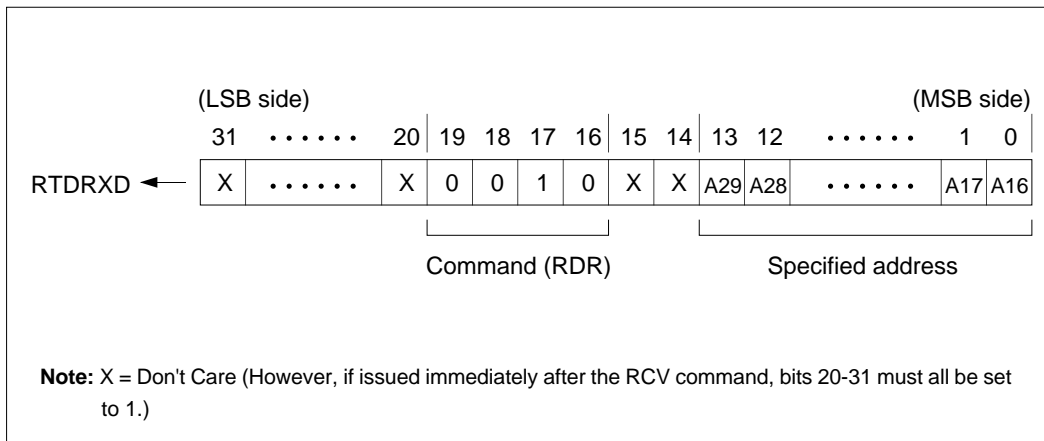 (LSB side) (MSB side)
31 •••••• 20 19 18 17 16 15 14 13 12 •••••• 1 0
RTDRXD X •••••• X 0 0 1 0 X X A29 A28 •••••• A17 A16
Command (RDR) Specified address
Note: X = Don't Care (However, if issued immediately after the RCV command, bits 20-31 must all be set
to 1.)